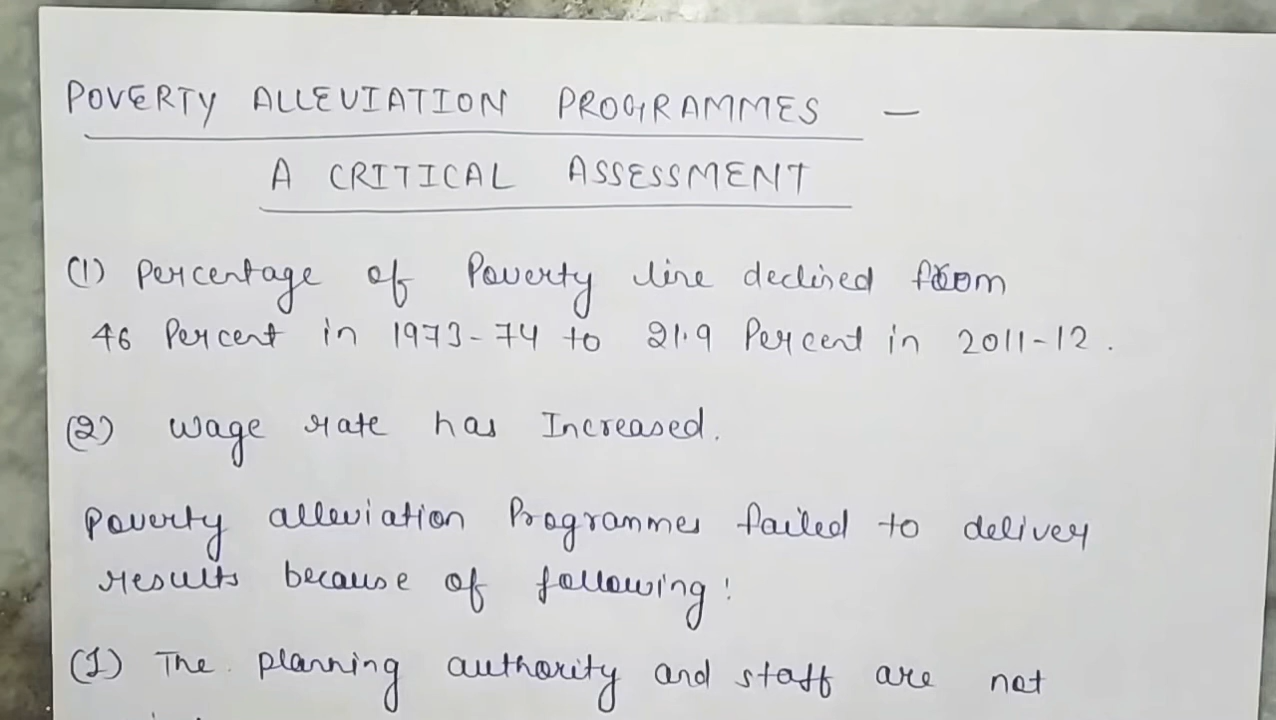 POVERTY ALLEVIATION PROGRAMMES —
A CRITICAL ASSESSMENT
(1) Percentage of Poverty line declined from
46 Percent in 1973-74 to 21.9 Percent in 2011-12.
(2) Wage rate has Increased.
Poverty alleviation Programmes failed to deliver
results because of following:
(1) The planning authority and staff are not